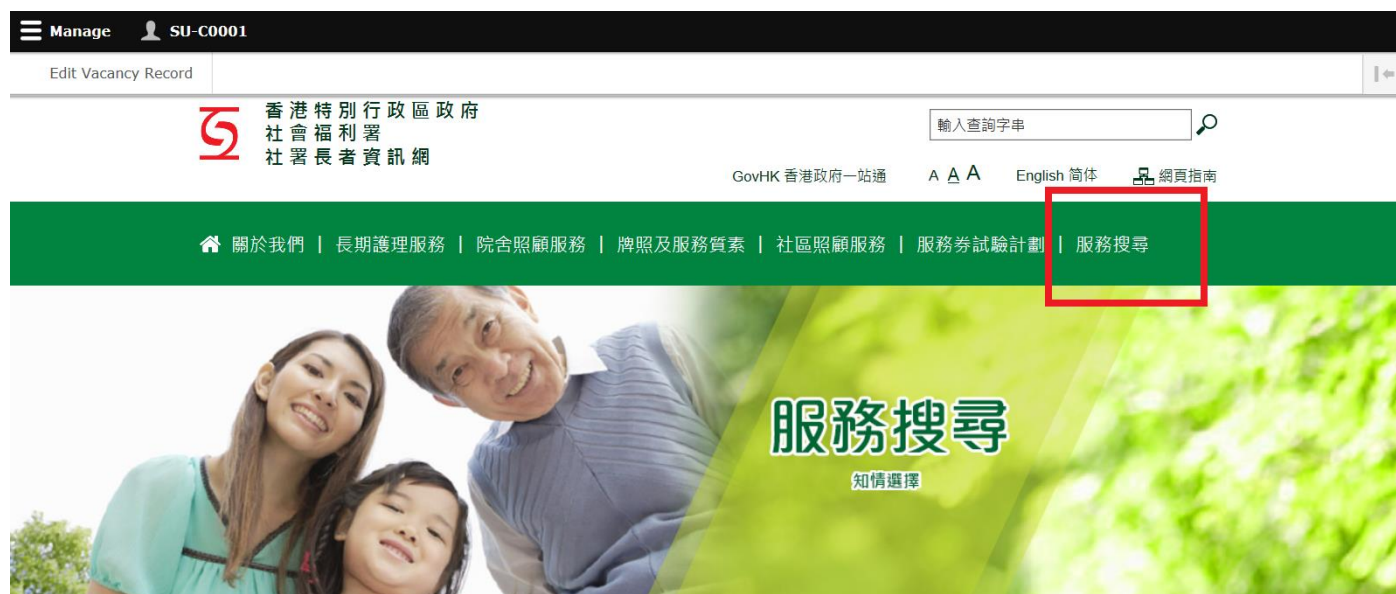 Manage SU-C0001
Edit Vacancy Record
香港特別行政區政府
社會福利署
社署長者資訊網
輸入查詢字串
GovHK 香港政府一站通 A A A English 简体 網頁指南
關於我們 | 長期護理服務 | 院舍照顧服務 | 牌照及服務質素 | 社區照顧服務 | 服務券試驗計劃 | 服務搜尋
服務搜尋
知情選擇